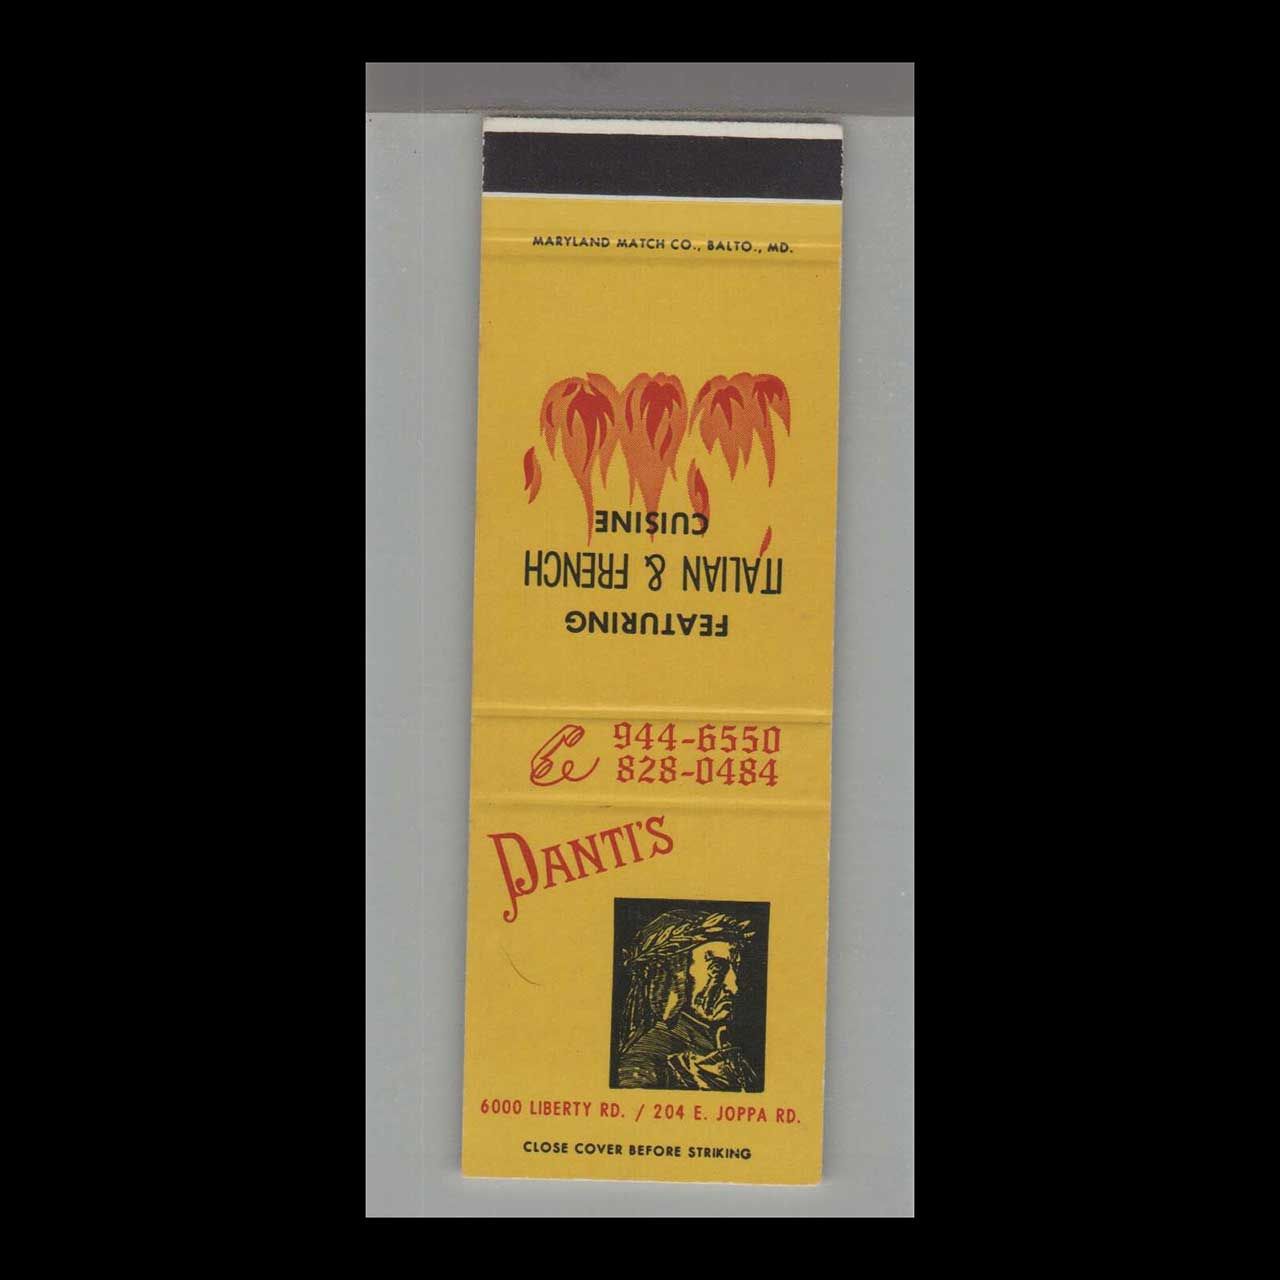 MARYLAND MATCH CO., BALTO., MD.
FEATURING
ITALIAN & FRENCH
CUISINE
944-6550
828-0484
DANTI'S
6000 LIBERTY RD. / 204 E. JOPPA RD.
CLOSE COVER BEFORE STRIKING